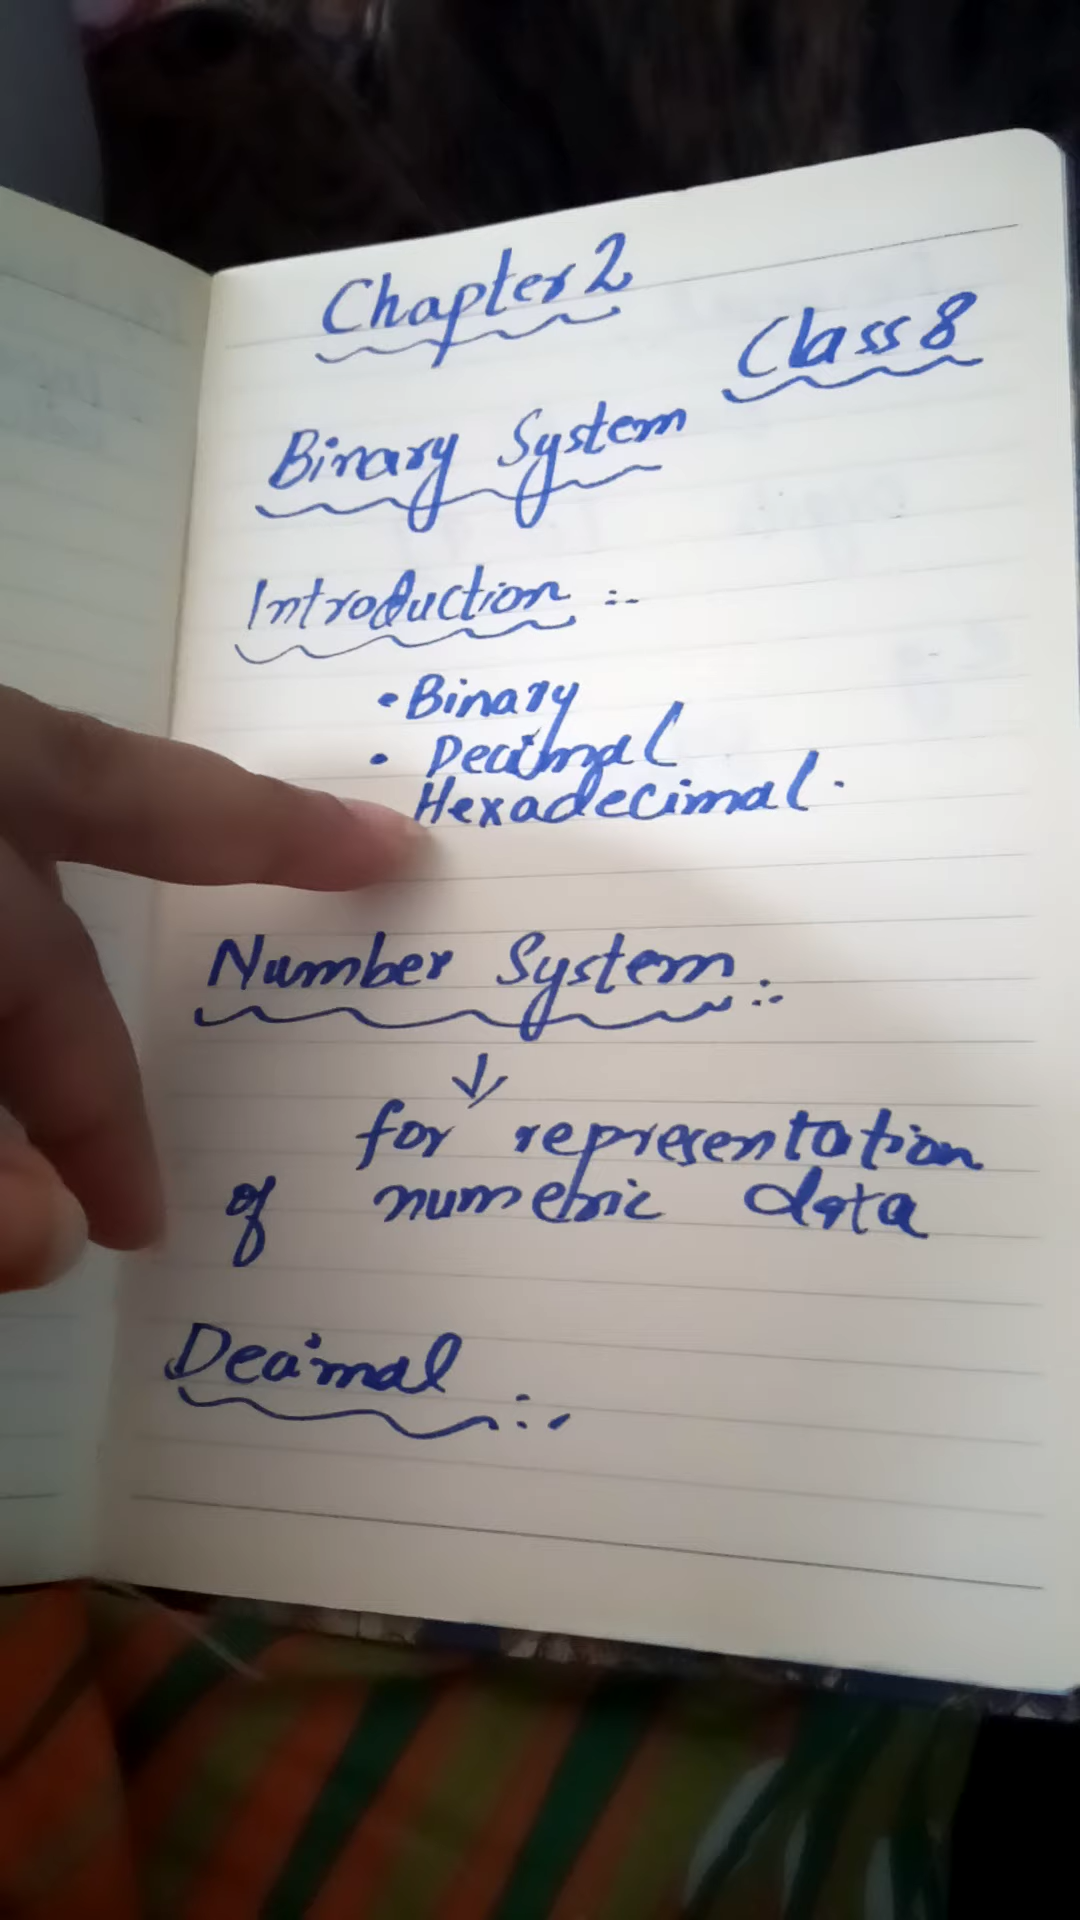 Chapter 2
Class 8
Binary System
Introduction :-
• Binary
• Decimal
Hexadecimal.
Number System :-
↓
for representation
of numeric data
Decimal :-